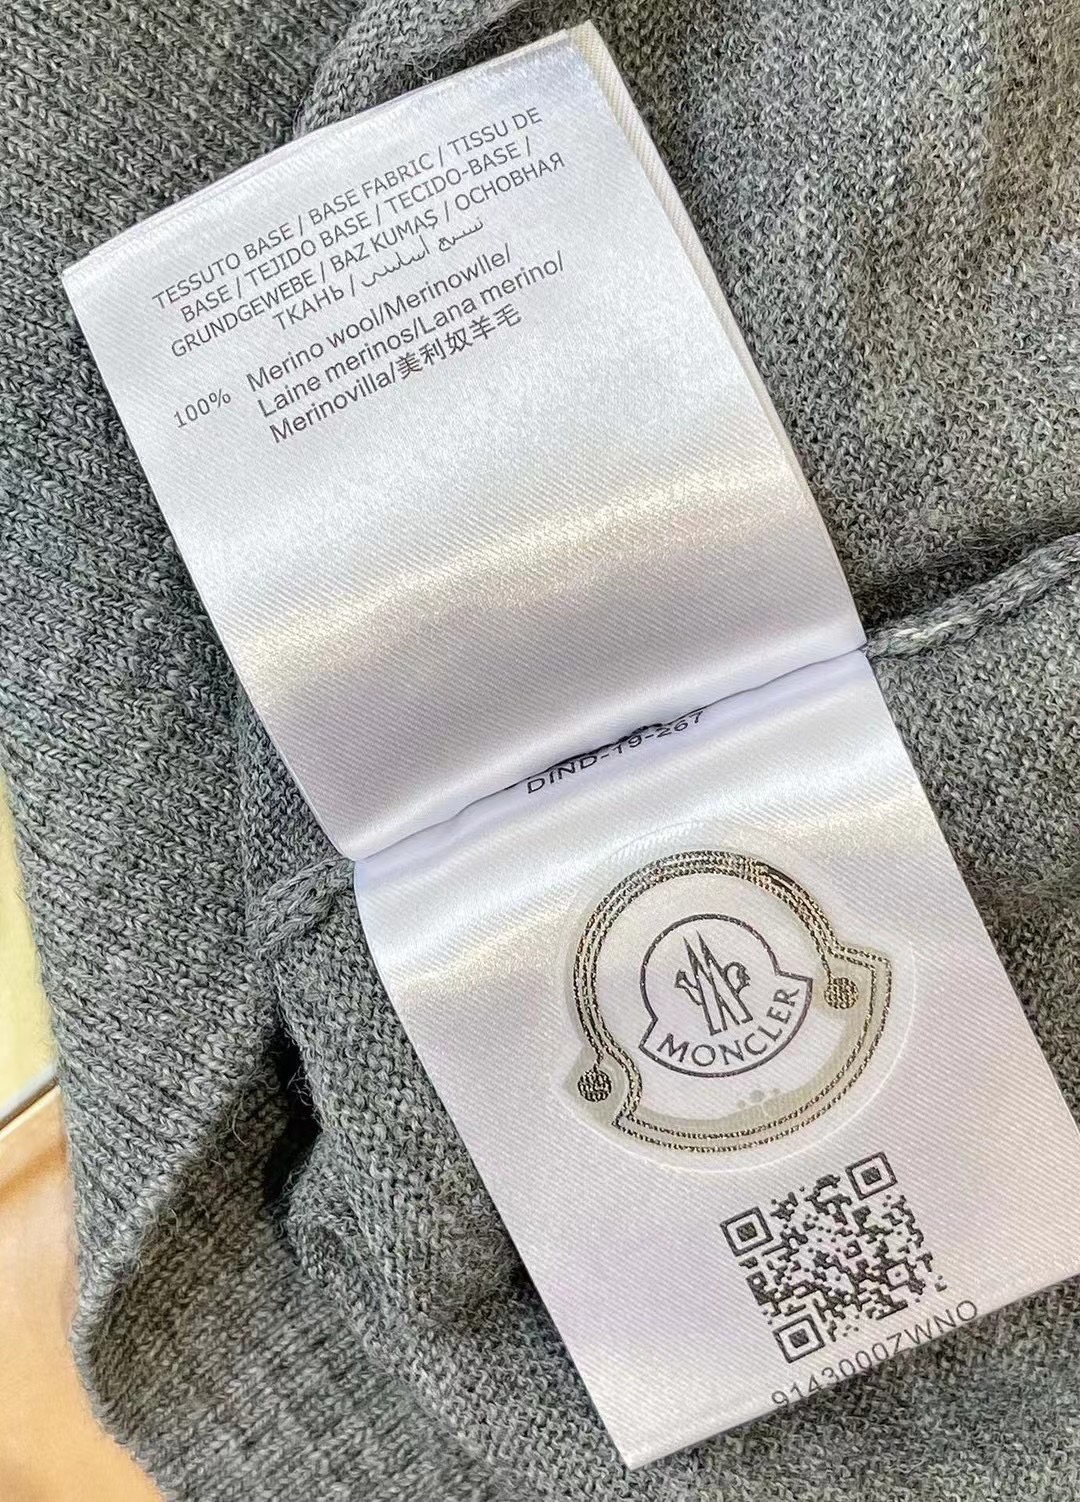 TESSUTO BASE / BASE FABRIC / TISSU DE
BASE / TEJIDO BASE / TECIDO-BASE /
GRUNDGEWEBE / BAZ KUMAŞ / ОСНОВНАЯ
ТКАНЬ / نسيج أساسي
100% Merino wool/Merinowlle/
Laine merinos/Lana merino/
Merinovilla/美利奴羊毛
DIND-19-267
MONCLER
9143000ZWNO